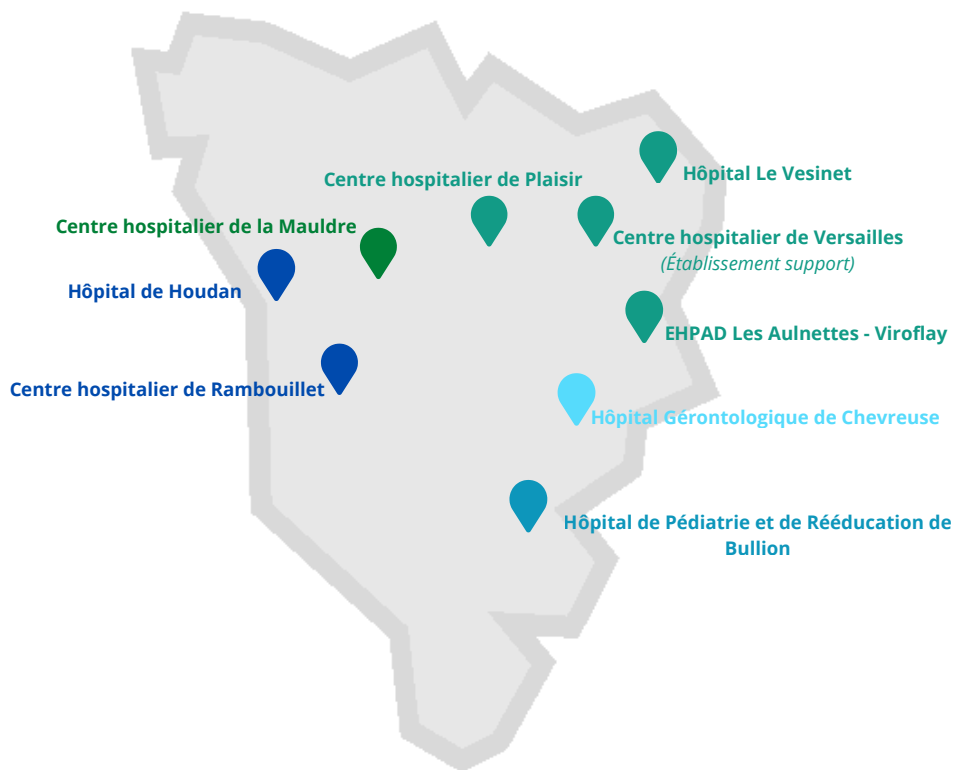 Hôpital Le Vesinet
Centre hospitalier de Plaisir
Centre hospitalier de la Mauldre
Centre hospitalier de Versailles
(Établissement support)
Hôpital de Houdan
EHPAD Les Aulnettes - Viroflay
Centre hospitalier de Rambouillet
Hôpital Gérontologique de Chevreuse
Hôpital de Pédiatrie et de Rééducation de
Bullion